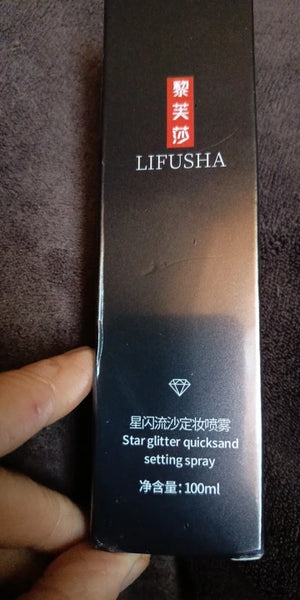 黎芙莎
LIFUSHA
星闪流沙定妆喷雾
Star glitter quicksand
setting spray
净含量：100ml